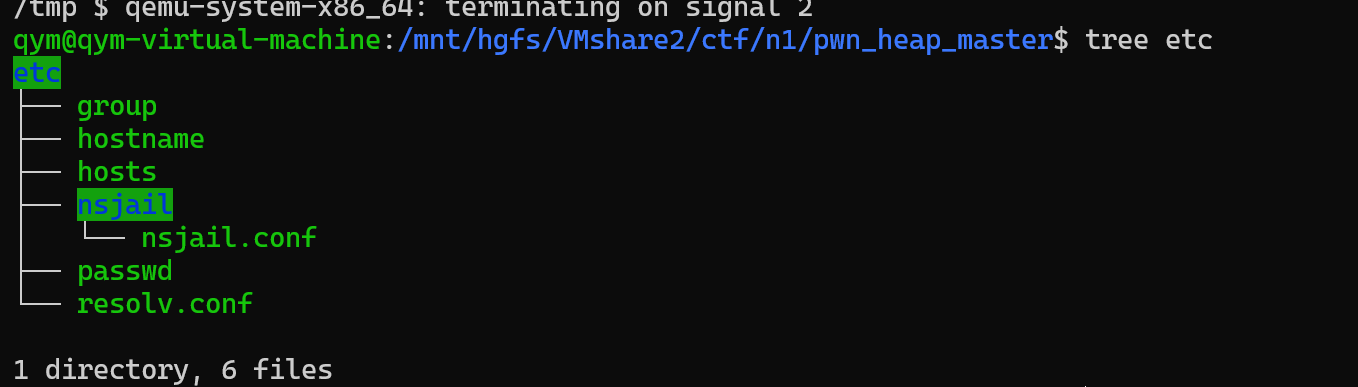 /tmp $ qemu-system-x86_64: terminating on signal 2
qym@qym-virtual-machine:/mnt/hgfs/VMshare2/ctf/n1/pwn_heap_master$ tree etc
etc
├── group
├── hostname
├── hosts
├── nsjail
│   └── nsjail.conf
├── passwd
└── resolv.conf

1 directory, 6 files